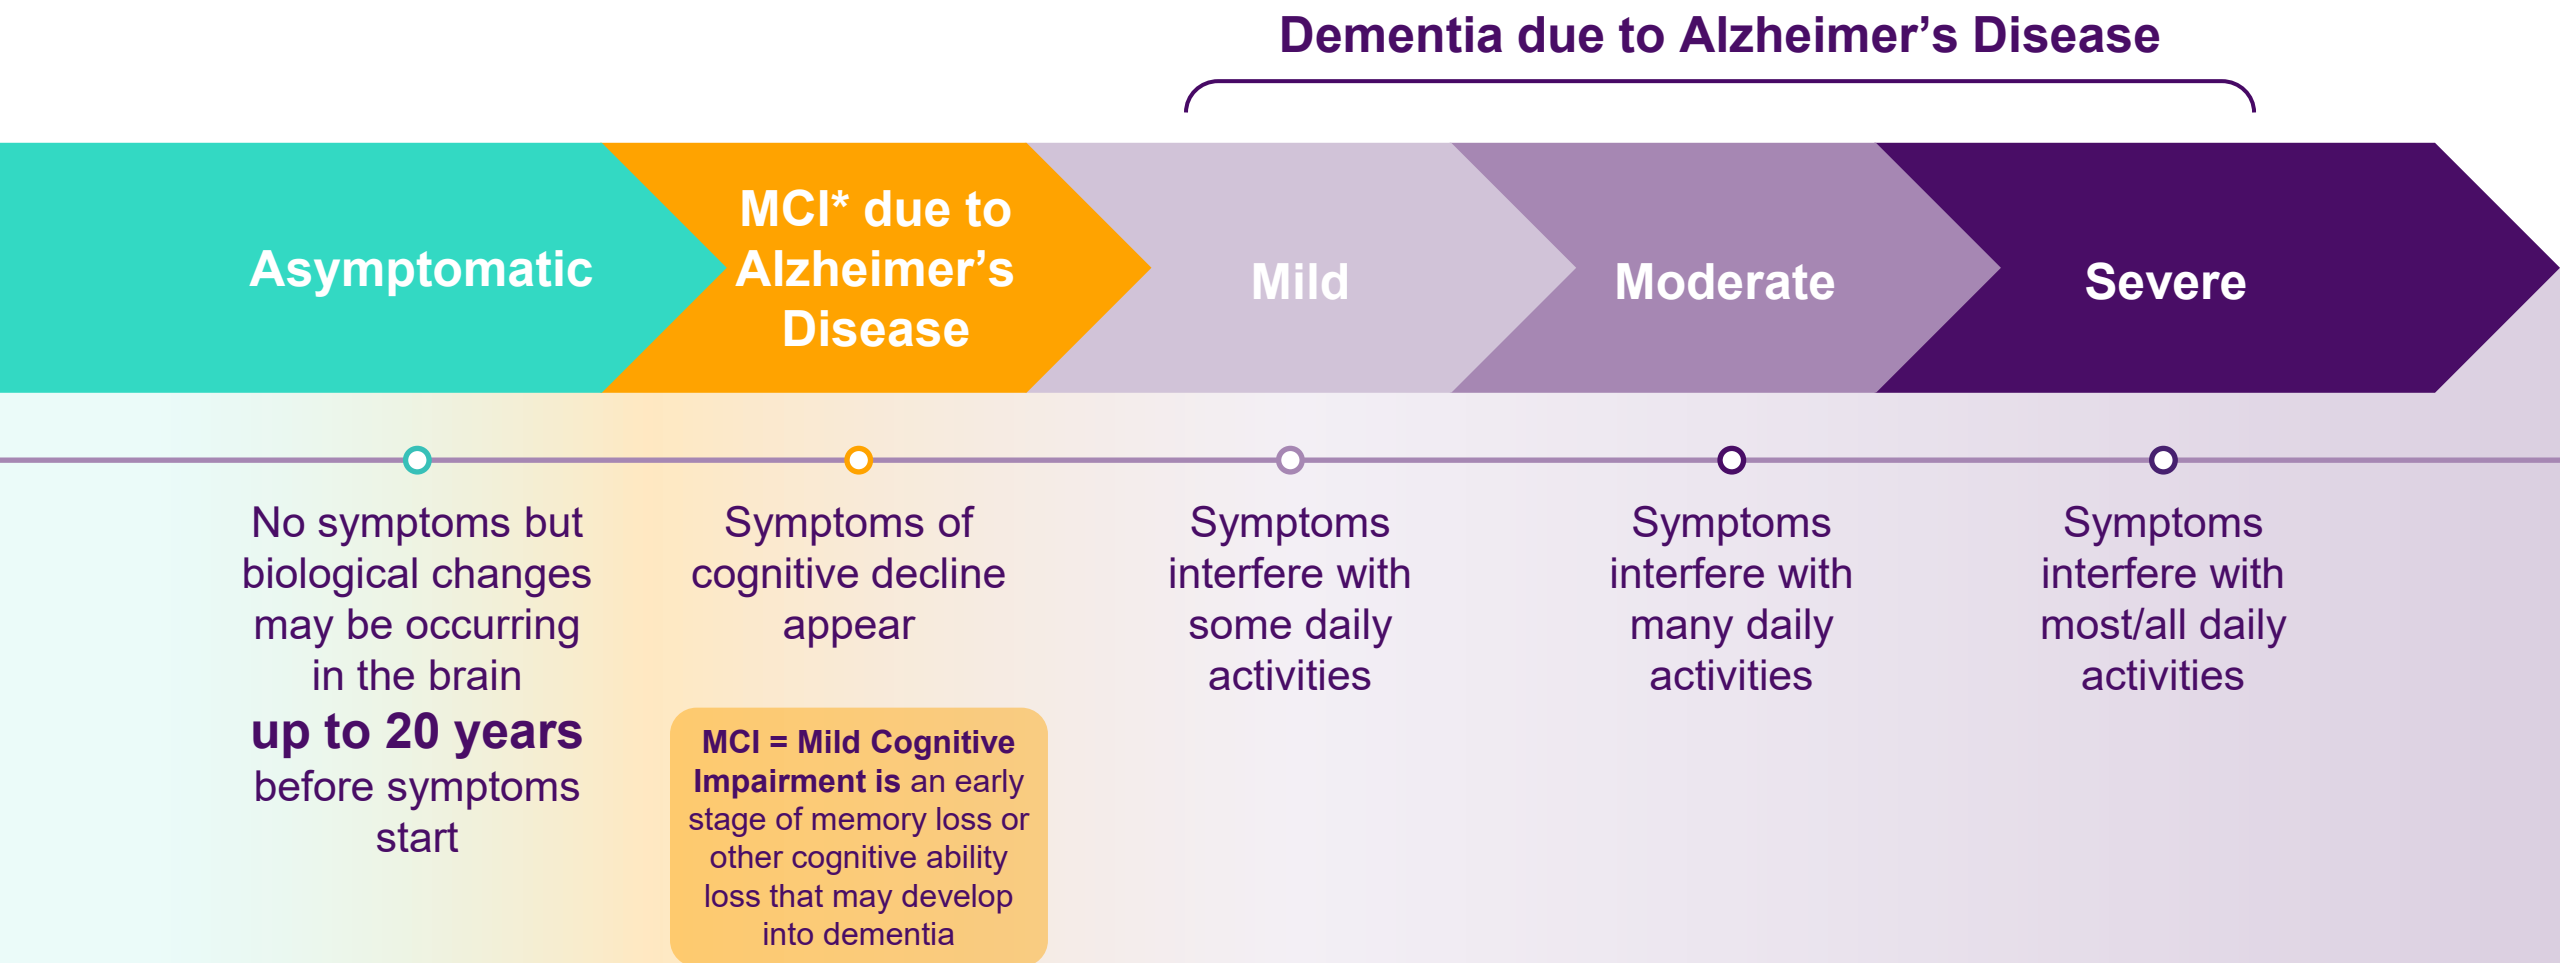 Dementia due to Alzheimer’s Disease
Asymptomatic
MCI* due to
Alzheimer’s
Disease
Mild
Moderate
Severe
No symptoms but
biological changes
may be occurring
in the brain
up to 20 years
before symptoms
start
Symptoms of
cognitive decline
appear
MCI = Mild Cognitive
Impairment is an early
stage of memory loss or
other cognitive ability
loss that may develop
into dementia
Symptoms
interfere with
some daily
activities
Symptoms
interfere with
many daily
activities
Symptoms
interfere with
most/all daily
activities